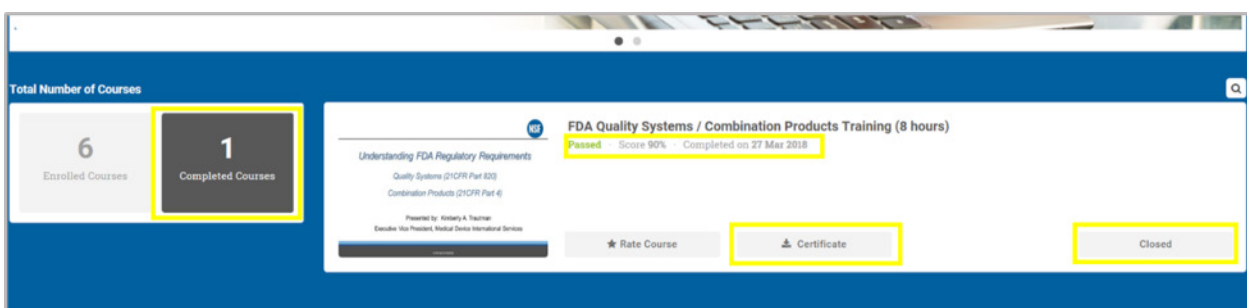 Total Number of Courses
6
Enrolled Courses
1
Completed Courses
NSF
Understanding FDA Regulatory Requirements
Quality Systems (21CFR Part 820)
Combination Products (21CFR Part 4)
Presented by: Kimberly A. Trautman
Executive Vice President, Medical Device International Services
FDA Quality Systems / Combination Products Training (8 hours)
Passed · Score 90% · Completed on 27 Mar 2018
Rate Course
Certificate
Closed